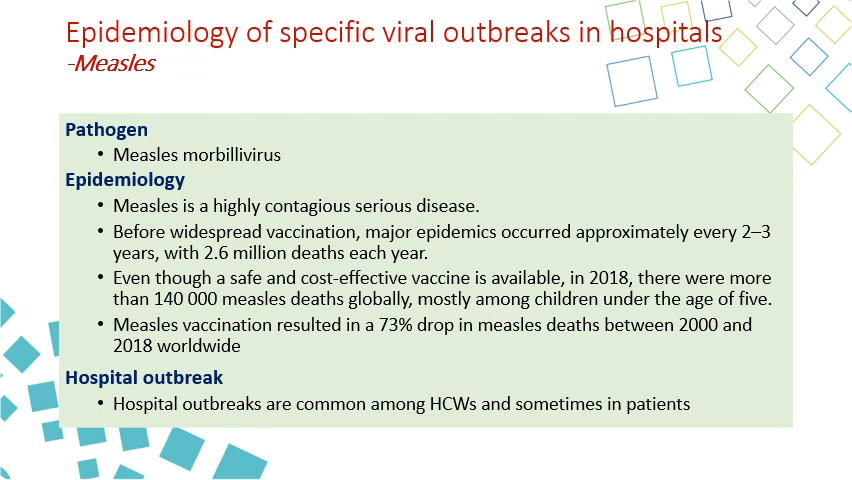 Epidemiology of specific viral outbreaks in hospitals
-Measles
Pathogen
• Measles morbillivirus
Epidemiology
• Measles is a highly contagious serious disease.
• Before widespread vaccination, major epidemics occurred approximately every 2–3
years, with 2.6 million deaths each year.
• Even though a safe and cost-effective vaccine is available, in 2018, there were more
than 140 000 measles deaths globally, mostly among children under the age of five.
• Measles vaccination resulted in a 73% drop in measles deaths between 2000 and
2018 worldwide
Hospital outbreak
• Hospital outbreaks are common among HCWs and sometimes in patients